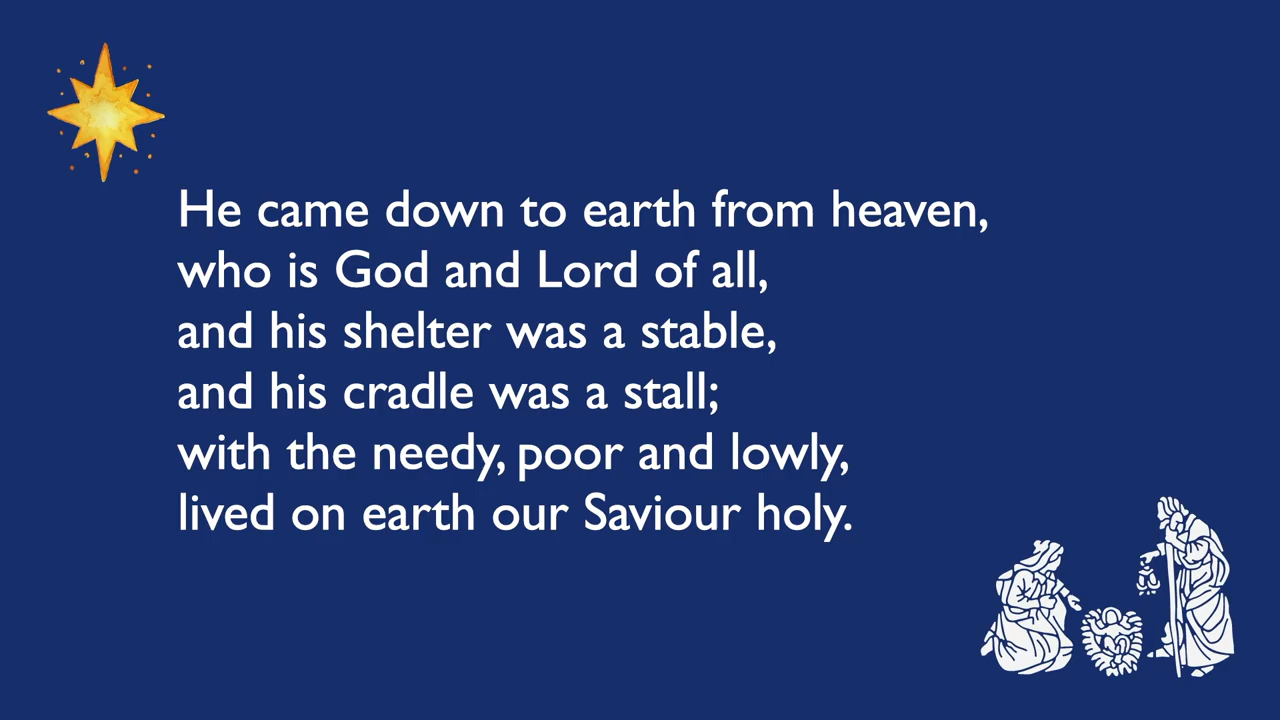 He came down to earth from heaven,
who is God and Lord of all,
and his shelter was a stable,
and his cradle was a stall;
with the needy, poor and lowly,
lived on earth our Saviour holy.